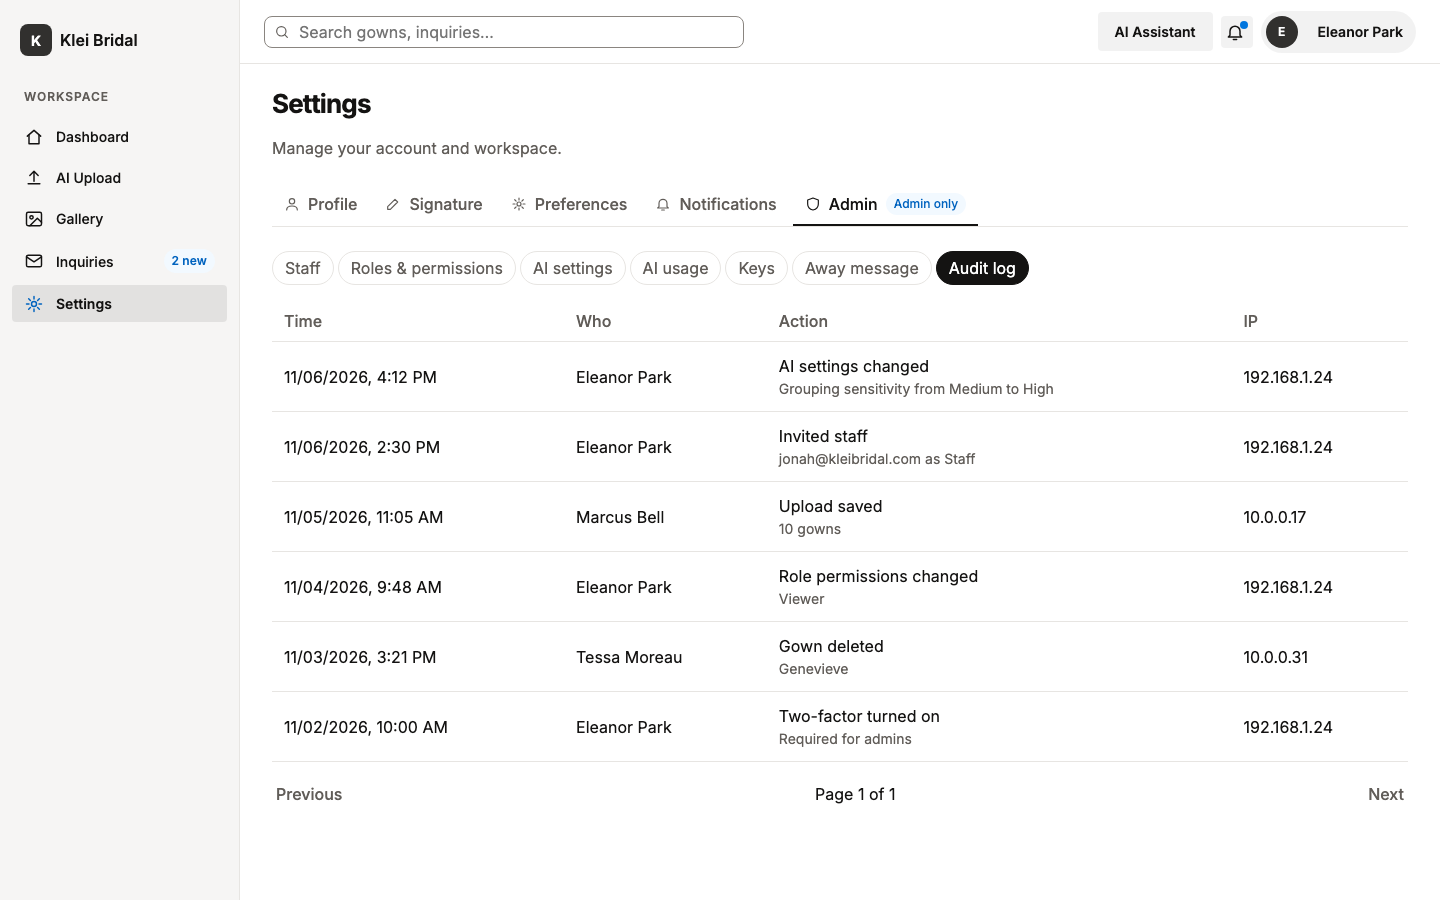 K Klei Bridal
Search gowns, inquiries...
AI Assistant
E Eleanor Park
WORKSPACE
Dashboard
AI Upload
Gallery
Inquiries 2 new
Settings
Settings
Manage your account and workspace.
Profile Signature Preferences Notifications Admin Admin only
Staff Roles & permissions AI settings AI usage Keys Away message Audit log
Time Who Action IP
11/06/2026, 4:12 PM Eleanor Park AI settings changed 192.168.1.24
Grouping sensitivity from Medium to High
11/06/2026, 2:30 PM Eleanor Park Invited staff 192.168.1.24
jonah@kleibridal.com as Staff
11/05/2026, 11:05 AM Marcus Bell Upload saved 10.0.0.17
10 gowns
11/04/2026, 9:48 AM Eleanor Park Role permissions changed 192.168.1.24
Viewer
11/03/2026, 3:21 PM Tessa Moreau Gown deleted 10.0.0.31
Genevieve
11/02/2026, 10:00 AM Eleanor Park Two-factor turned on 192.168.1.24
Required for admins
Previous Page 1 of 1 Next